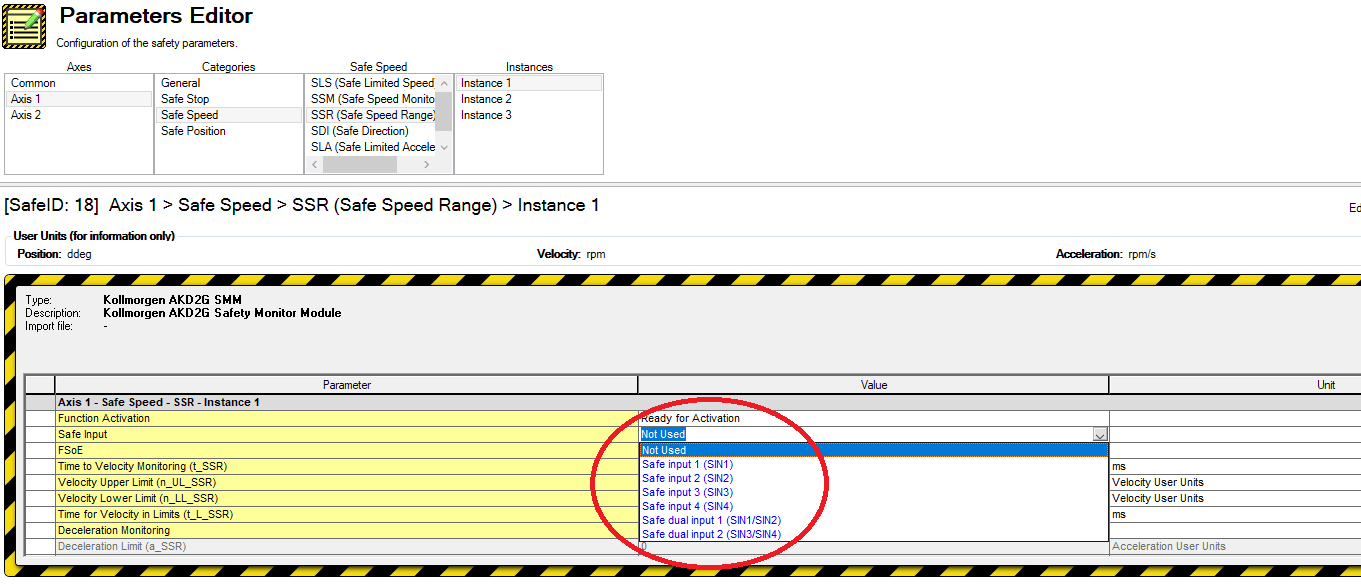 Parameters Editor
Configuration of the safety parameters.
Axes Categories Safe Speed Instances
Common General SLS (Safe Limited Speed) Instance 1
Axis 1 Safe Stop SSM (Safe Speed Monito Instance 2
Axis 2 Safe Speed SSR (Safe Speed Range) Instance 3
Safe Position SDI (Safe Direction)
SLA (Safe Limited Accele
[SafeID: 18] Axis 1 > Safe Speed > SSR (Safe Speed Range) > Instance 1 Ed
User Units (for information only)
Position: ddeg Velocity: rpm Acceleration: rpm/s
Type: Kollmorgen AKD2G SMM
Description: Kollmorgen AKD2G Safety Monitor Module
Import file: -
Parameter Value Unit
Axis 1 - Safe Speed - SSR - Instance 1
Function Activation Ready for Activation
Safe Input Not Used
FSoE Not Used
Time to Velocity Monitoring (t_SSR) Safe input 1 (SIN1) ms
Velocity Upper Limit (n_UL_SSR) Safe input 2 (SIN2) Velocity User Units
Velocity Lower Limit (n_LL_SSR) Safe input 3 (SIN3) Velocity User Units
Time for Velocity in Limits (t_L_SSR) Safe input 4 (SIN4) ms
Deceleration Monitoring Safe dual input 1 (SIN1/SIN2)
Safe dual input 2 (SIN3/SIN4)
Deceleration Limit (a_SSR) 0 Acceleration User Units